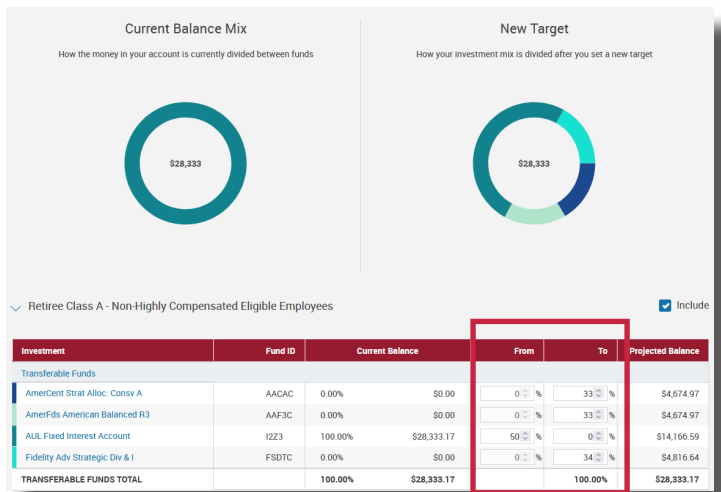 Current Balance Mix
How the money in your account is currently divided between funds
$28,333
New Target
How your investment mix is divided after you set a new target
$28,333
Retiree Class A - Non-Highly Compensated Eligible Employees
Include
Investment Fund ID Current Balance From To Projected Balance
Transferable Funds
AmerCent Strat Alloc: Consv A AACAC 0.00% $0.00 0 % 33 % $4,674.97
AmerFds American Balanced R3 AAF3C 0.00% $0.00 0 % 33 % $4,674.97
AUL Fixed Interest Account I2Z3 100.00% $28,333.17 50 % 0 % $14,166.59
Fidelity Adv Strategic Div & I FSDTC 0.00% $0.00 0 % 34 % $4,816.64
TRANSFERABLE FUNDS TOTAL 100.00% $28,333.17 100.00% $28,333.17